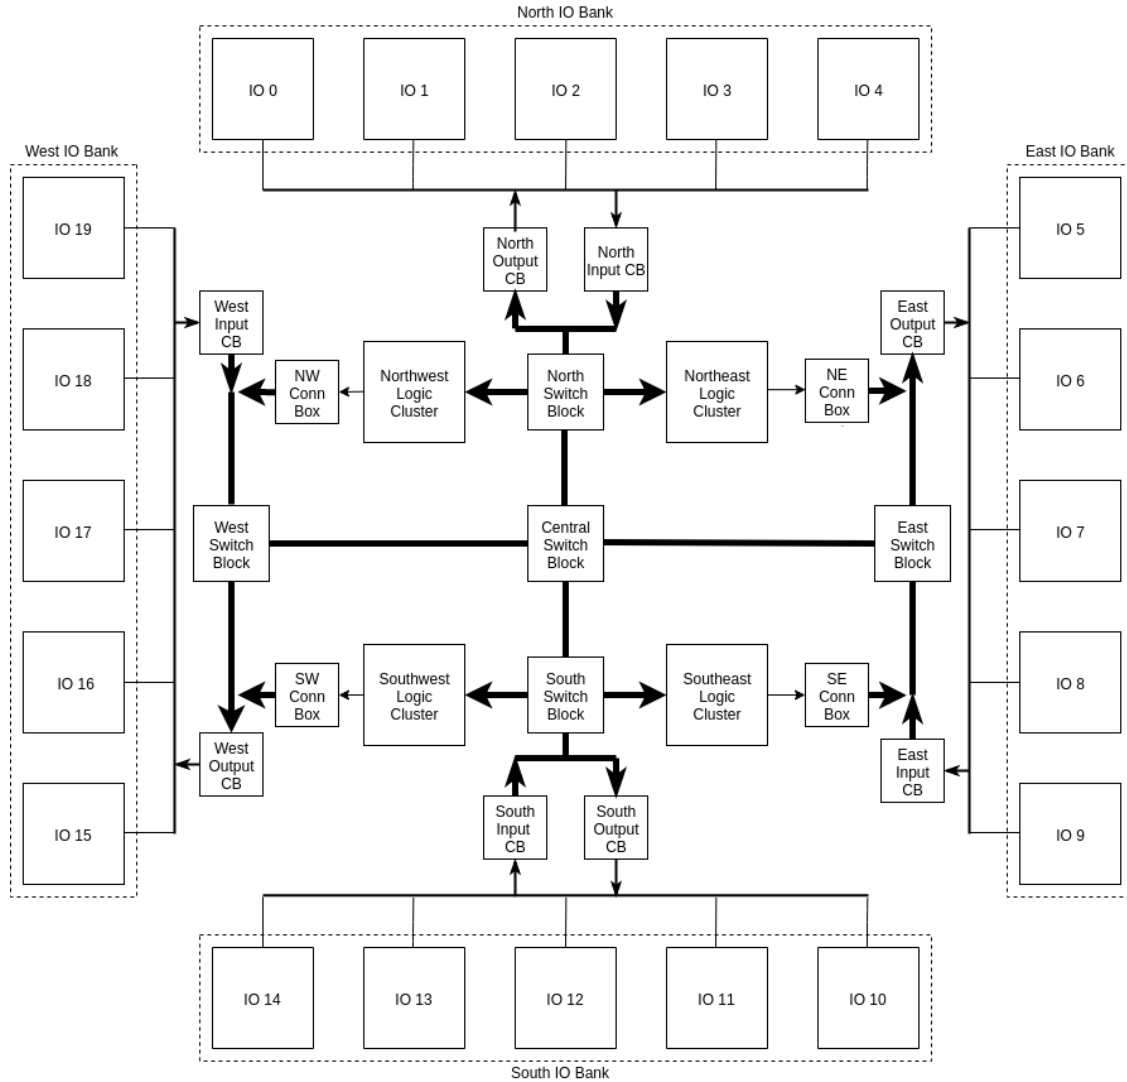 North IO Bank
IO 0
IO 1
IO 2
IO 3
IO 4
West IO Bank
East IO Bank
IO 19
IO 5
North
Output
CB
North
Input CB
West
Input
CB
East
Output
CB
IO 18
IO 6
NW
Conn
Box
Northwest
Logic
Cluster
North
Switch
Block
Northeast
Logic
Cluster
NE
Conn
Box
IO 17
West
Switch
Block
Central
Switch
Block
East
Switch
Block
IO 7
IO 16
SW
Conn
Box
Southwest
Logic
Cluster
South
Switch
Block
Southeast
Logic
Cluster
SE
Conn
Box
IO 8
West
Output
CB
East
Input
CB
IO 15
South
Input
CB
South
Output
CB
IO 9
IO 14
IO 13
IO 12
IO 11
IO 10
South IO Bank